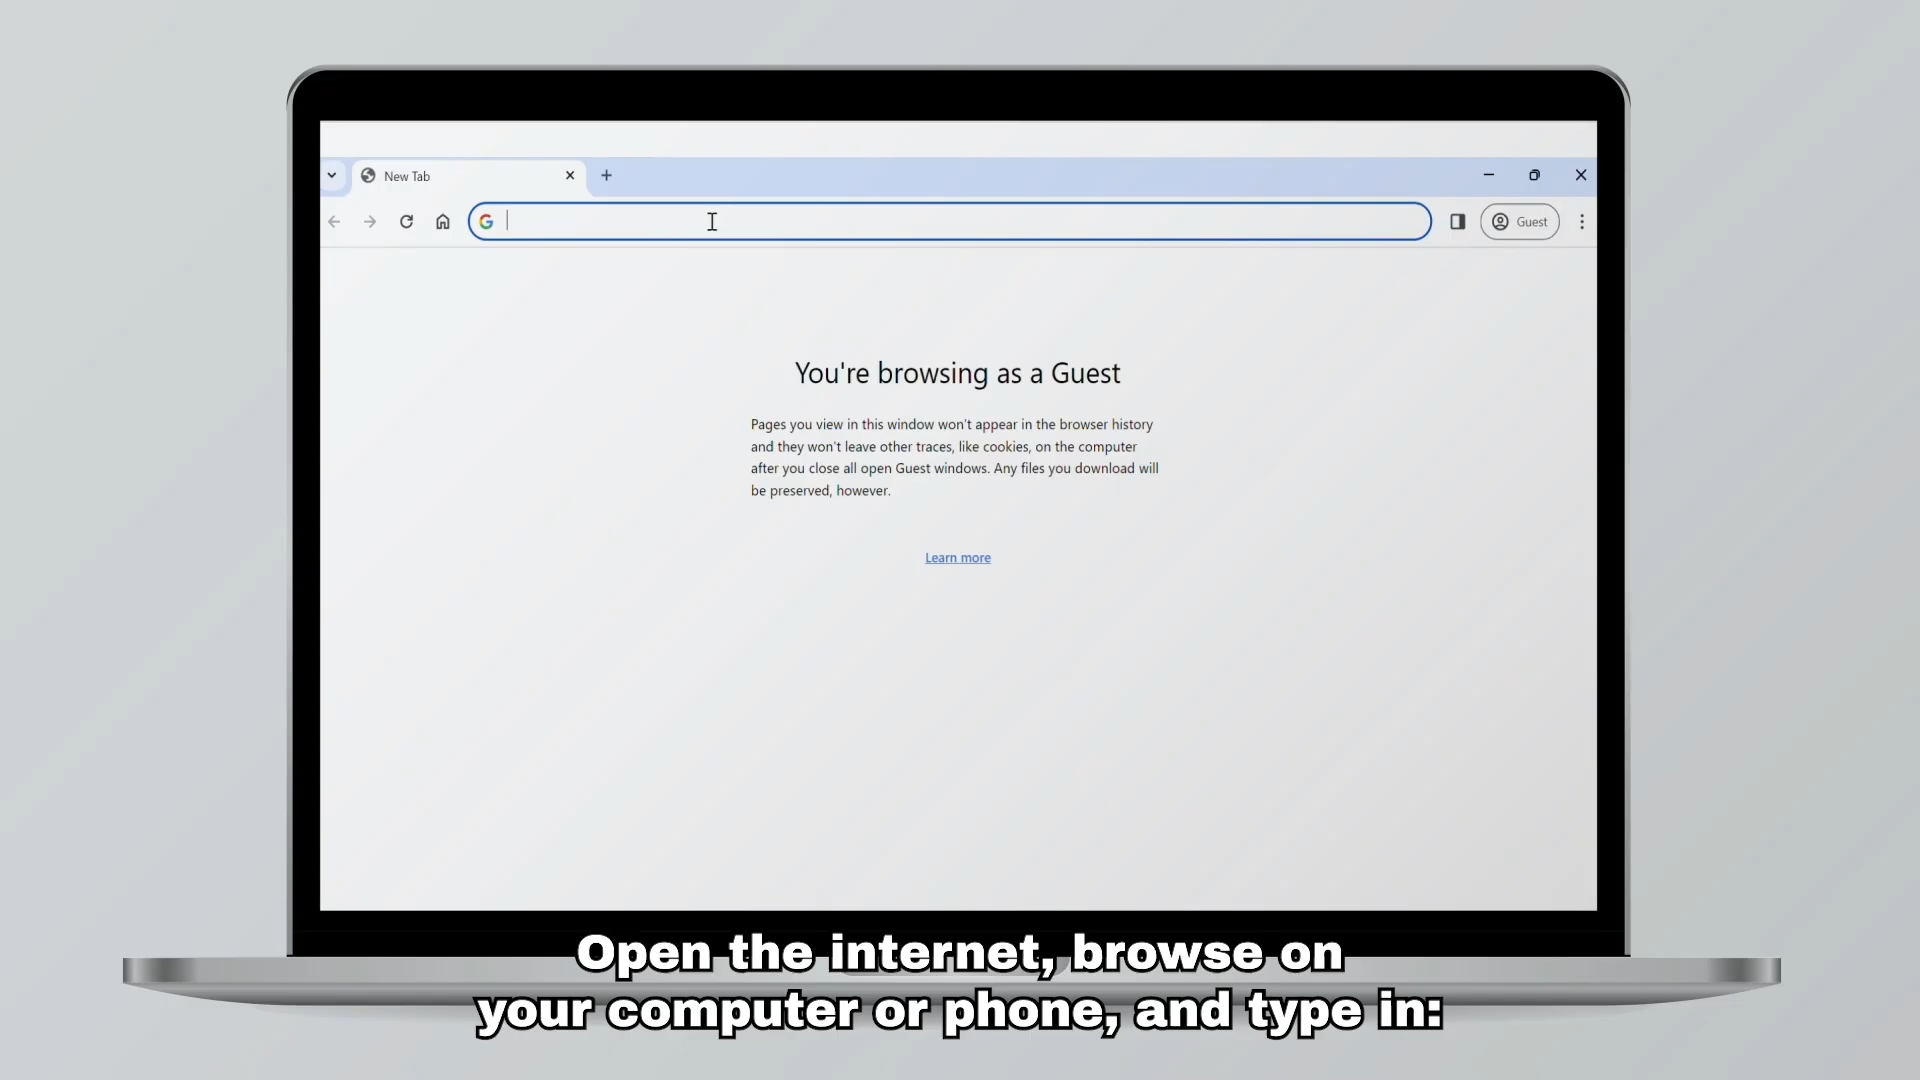 New Tab
Guest
You're browsing as a Guest
Pages you view in this window won't appear in the browser history
and they won't leave other traces, like cookies, on the computer
after you close all open Guest windows. Any files you download will
be preserved, however.
Learn more
Open the internet, browse on
your computer or phone, and type in: